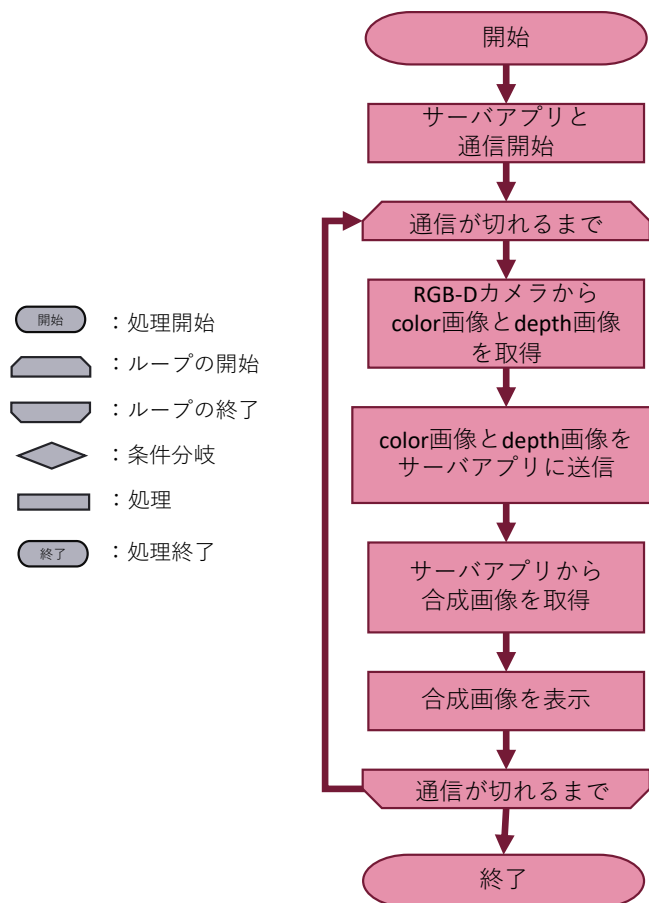 開始
サーバアプリと
通信開始
通信が切れるまで
RGB-Dカメラから
color画像とdepth画像
を取得
color画像とdepth画像を
サーバアプリに送信
サーバアプリから
合成画像を取得
合成画像を表示
通信が切れるまで
終了
開始 ：処理開始
：ループの開始
：ループの終了
：条件分岐
：処理
終了 ：処理終了